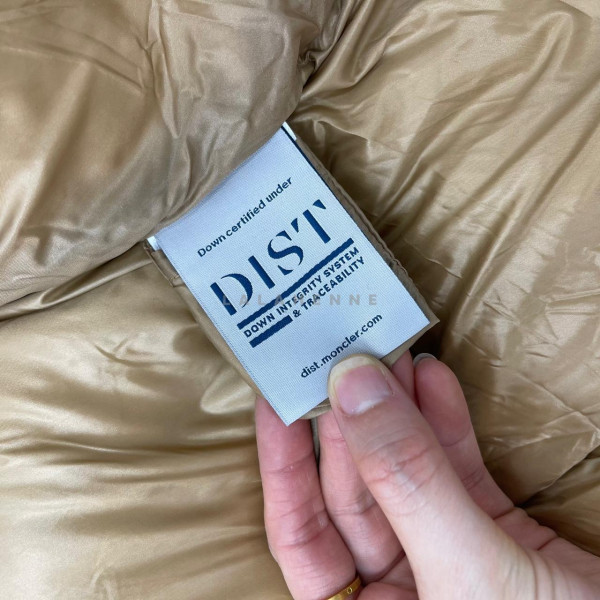 Down certified under
DIST
DOWN INTEGRITY SYSTEM
& TRACEABILITY
dist.moncler.com